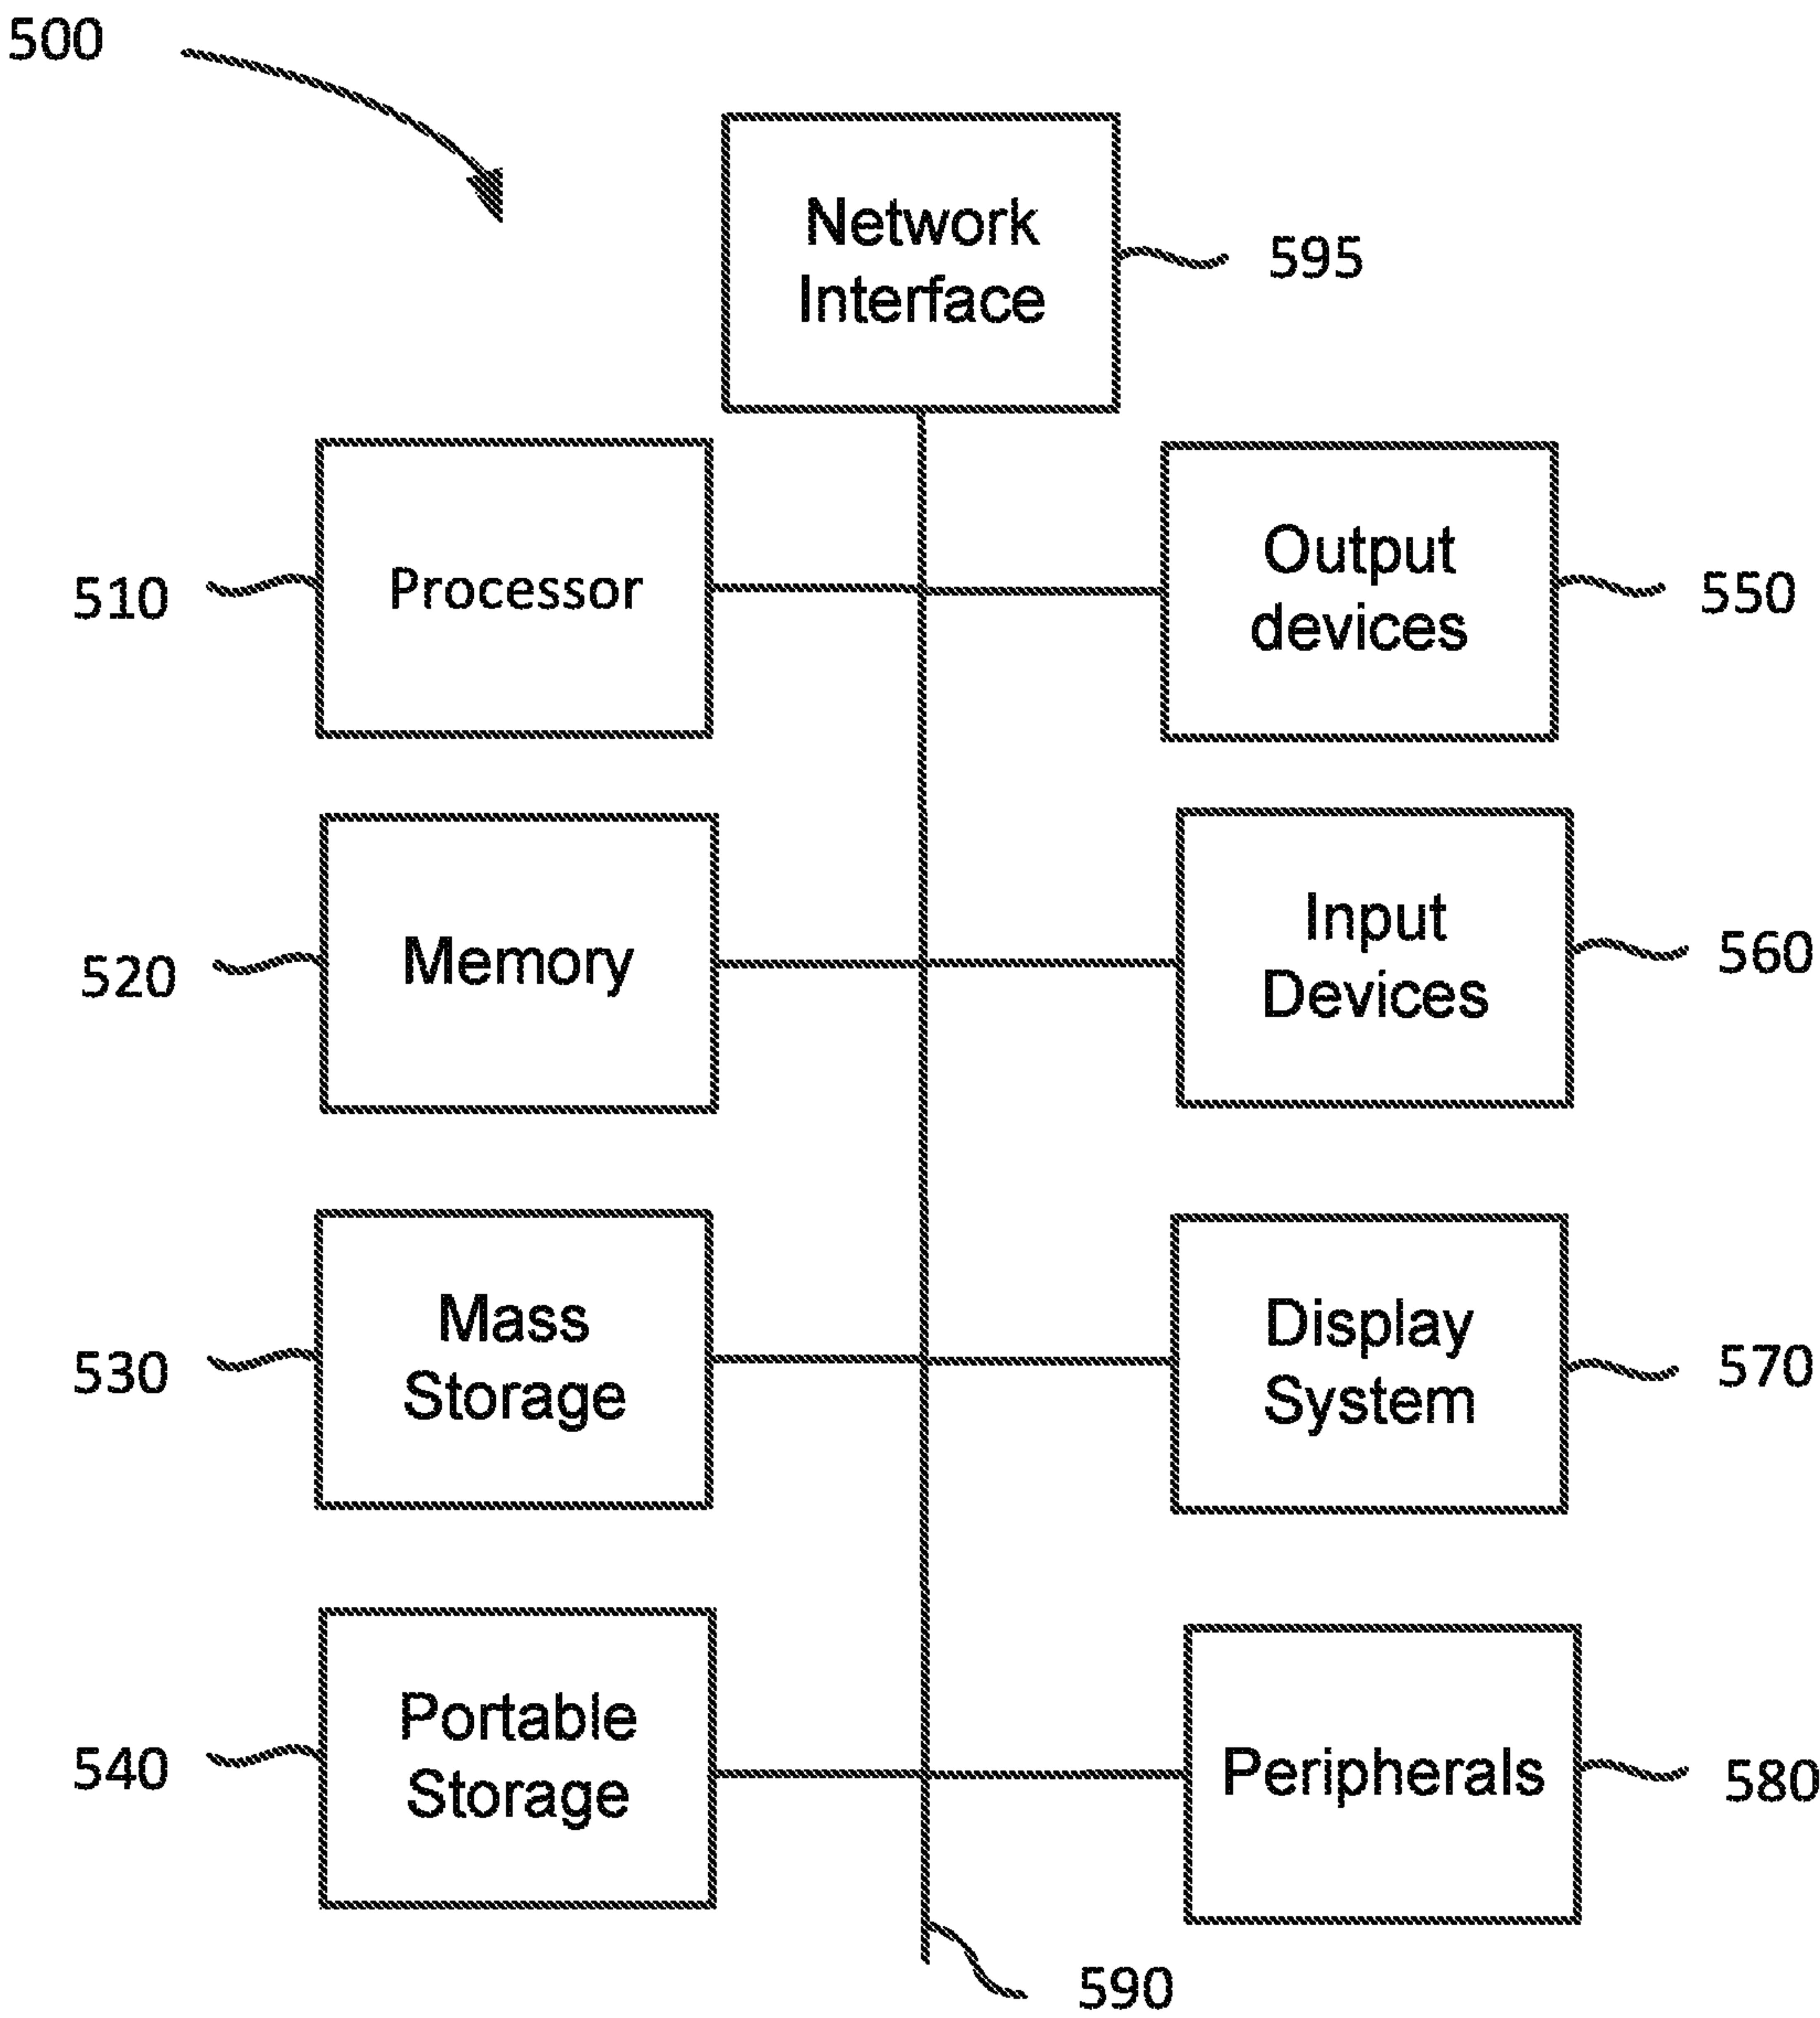 500
Network
Interface
595
510
Processor
Output
devices
550
520
Memory
Input
Devices
560
530
Mass
Storage
Display
System
570
540
Portable
Storage
Peripherals
580
590